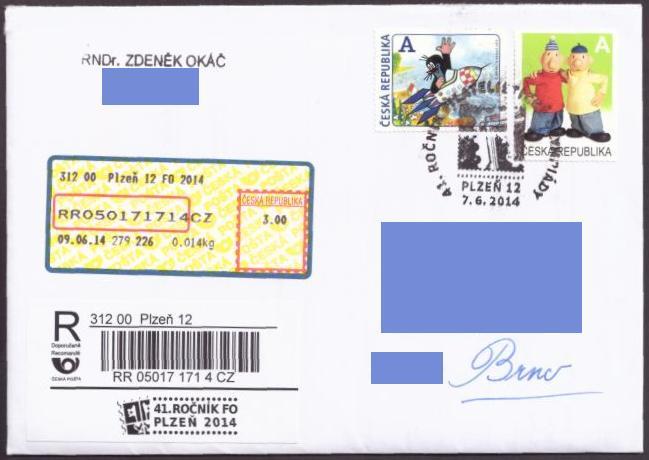 RNDr. ZDENĚK OKÁČ
A
ČESKÁ REPUBLIKA
A
ČESKÁ REPUBLIKA
41. ROČNÍK
PLZEŇ 12
7.6.2014
312 00 Plzeň 12 FO 2014
RR050171714CZ
ČESKÁ REPUBLIKA
3.00
09.06.14 279 226 0.014kg
R
Doporučeně
Recomandé
ČESKÁ POŠTA
312 00 Plzeň 12
RR 05017 171 4 CZ
41.ROČNÍK FO
PLZEŇ 2014
Brno